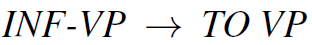 INF-VP → TO VP